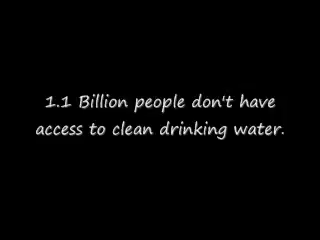 1.1 Billion people don't have
access to clean drinking water.